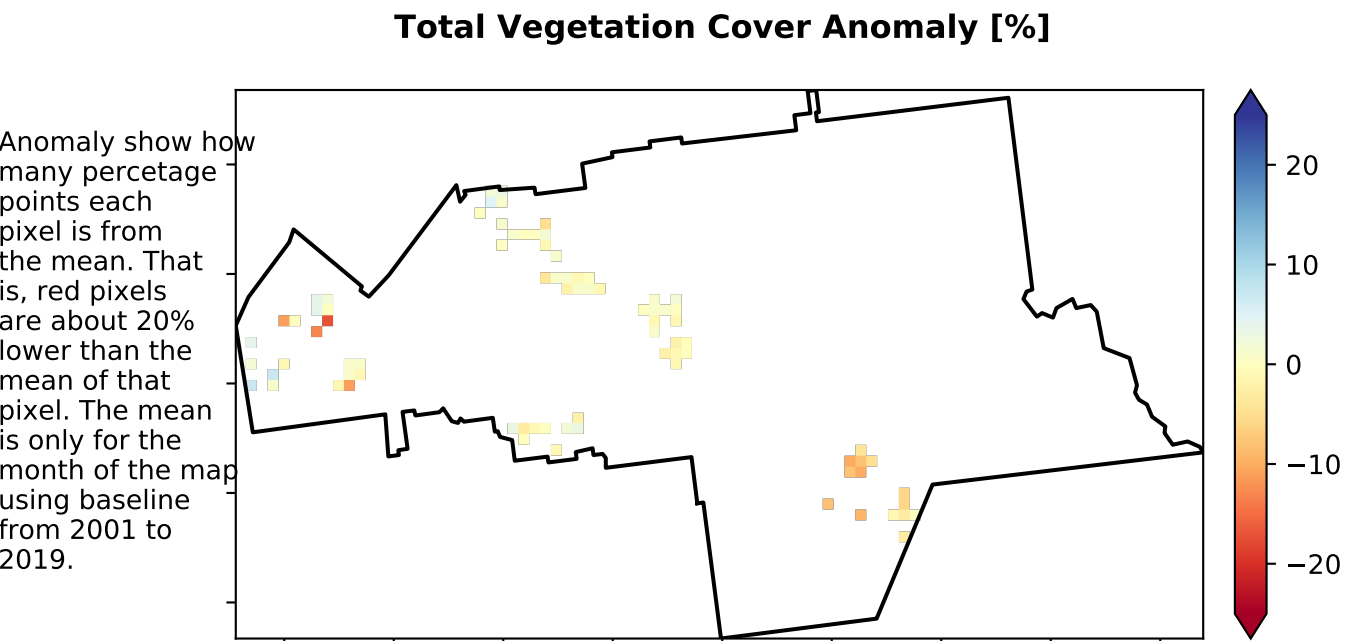 Total Vegetation Cover Anomaly [%]
Anomaly show how
many percetage
points each
pixel is from
the mean. That
is, red pixels
are about 20%
lower than the
mean of that
pixel. The mean
is only for the
month of the map
using baseline
from 2001 to
2019.
20
10
0
−10
−20